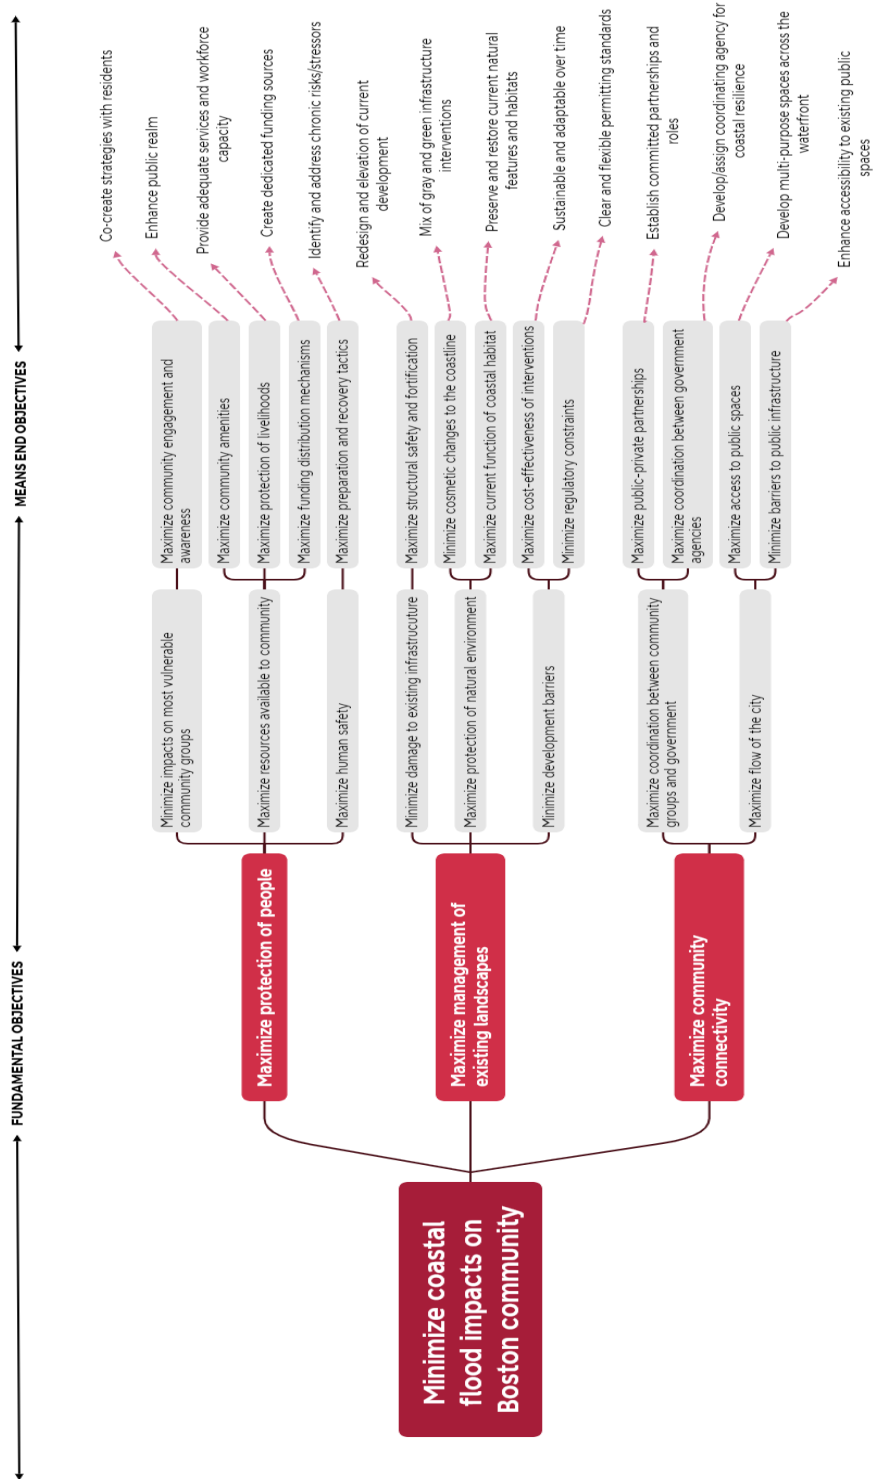 FUNDAMENTAL OBJECTIVES
MEANS END OBJECTIVES
Minimize coastal
flood impacts on
Boston community
Maximize protection of people
Minimize impacts on most vulnerable
community groups
Maximize community engagement and
awareness
Co-create strategies with residents
Maximize resources available to community
Maximize community amenities
Enhance public realm
Maximize protection of livelihoods
Provide adequate services and workforce
capacity
Maximize funding distribution mechanisms
Create dedicated funding sources
Maximize human safety
Maximize preparation and recovery tactics
Identify and address chronic risks/stressors
Maximize management of
existing landscapes
Minimize damage to existing infrastrucuture
Maximize structural safety and fortification
Redesign and elevation of current
development
Maximize protection of natural environment
Minimize cosmetic changes to the coastline
Mix of gray and green infrastructure
interventions
Maximize current function of coastal habitat
Preserve and restore current natural
features and habitats
Minimize development barriers
Maximize cost-effectiveness of interventions
Sustainable and adaptable over time
Minimize regulatory constraints
Clear and flexible permitting standards
Maximize community
connectivity
Maximize coordination between community
groups and government
Maximize public-private partnerships
Establish committed partnerships and
roles
Maximize coordination between government
agencies
Develop/assign coordinating agency for
coastal resilience
Maximize flow of the city
Maximize access to public spaces
Develop multi-purpose spaces across the
waterfront
Minimize barriers to public infrastructure
Enhance accessibility to existing public
spaces